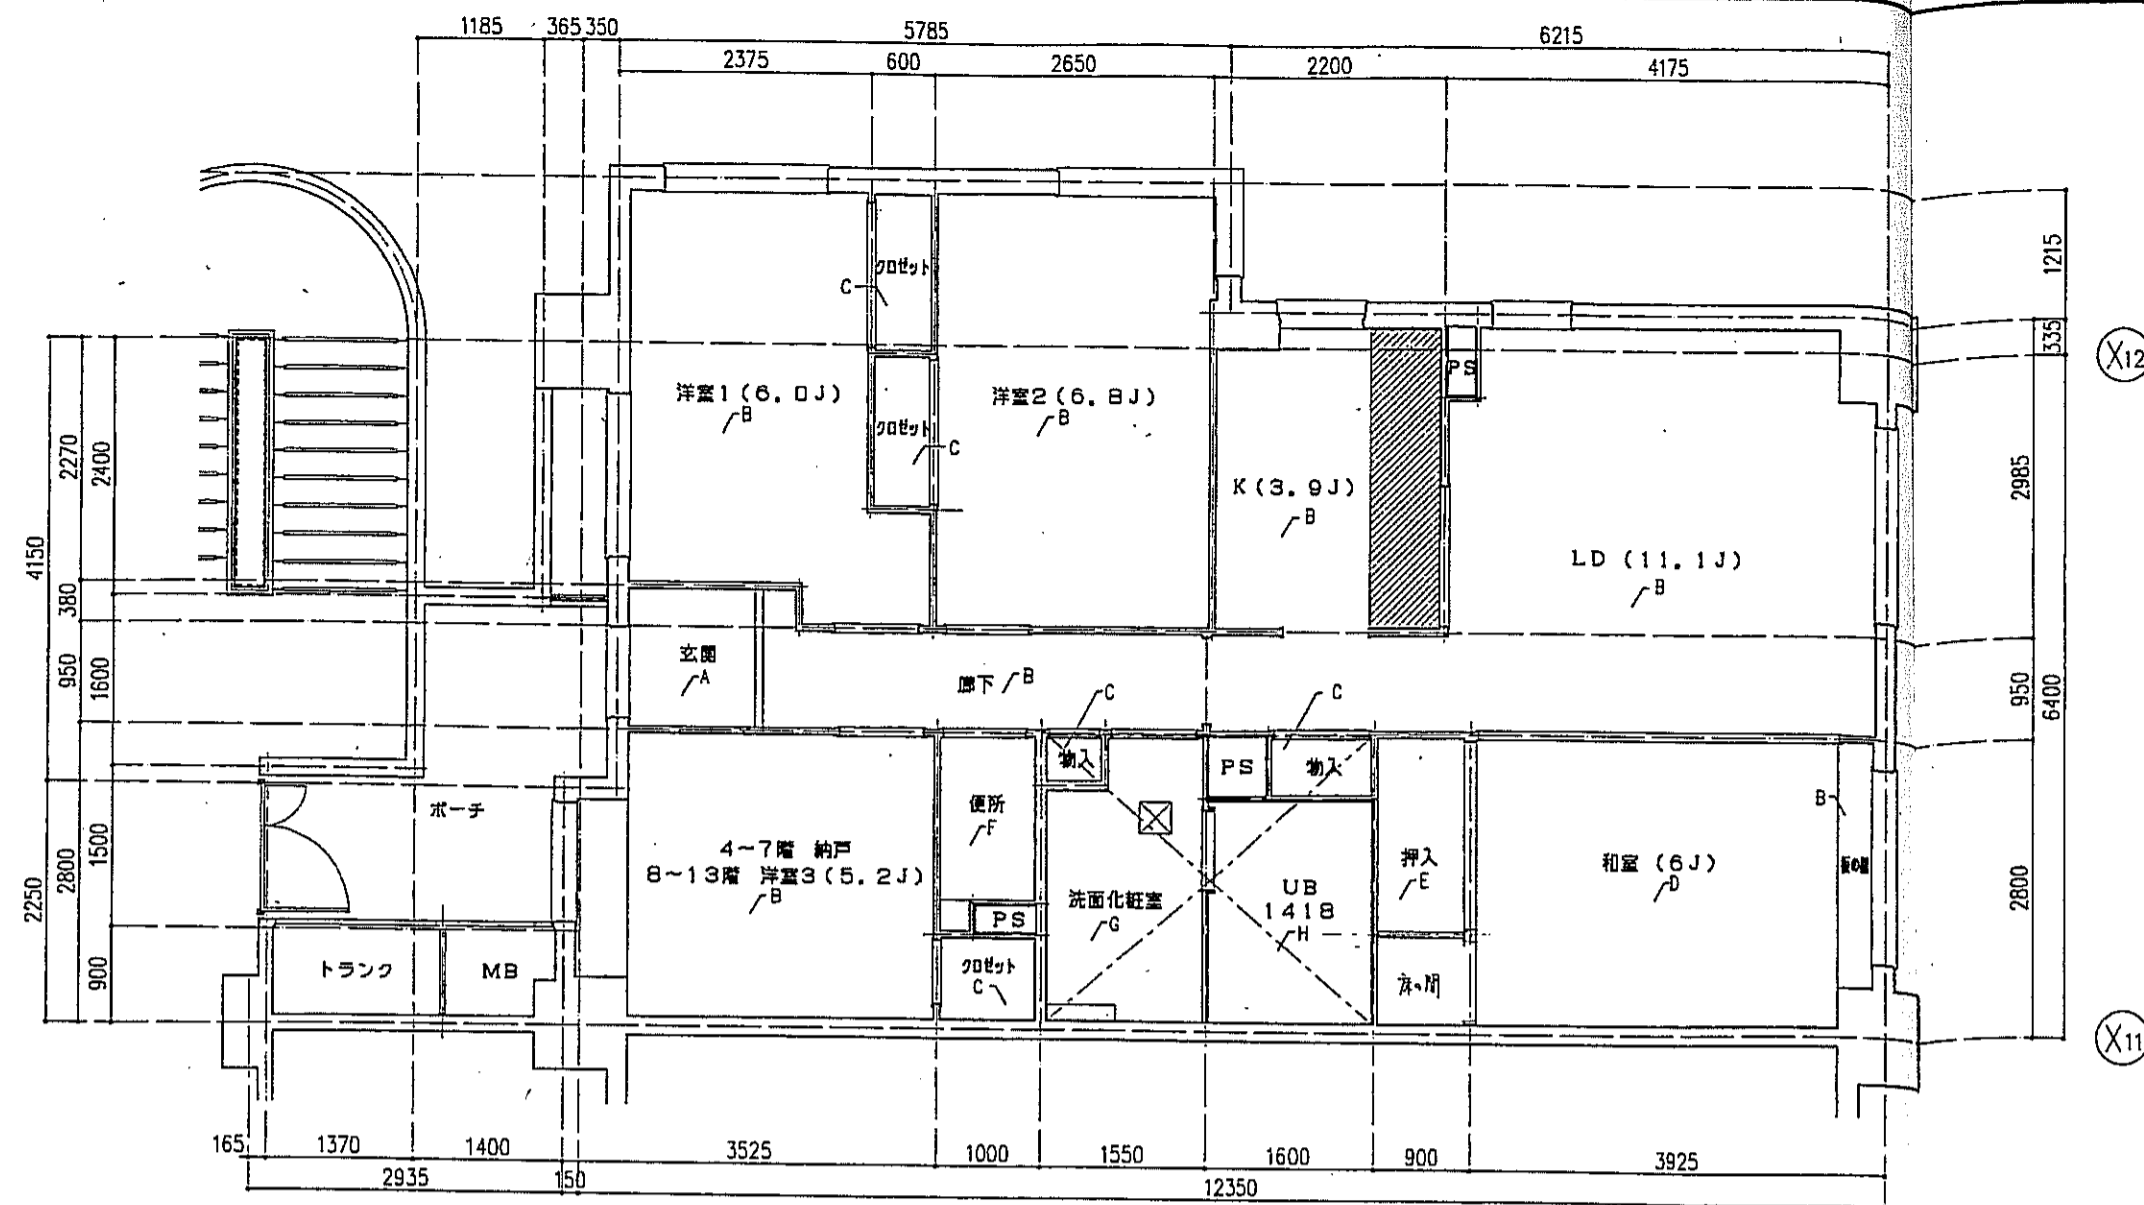 1185 365 350 5785 6215
2375 600 2650 2200 4175
1215
335
X12
2985
950
6400
2800
X11
4150
2250
2270
380
950
2800
2400
1600
1500
900
クロゼット
C
クロゼット
C
洋室1(6.0J)
B
洋室2(6.8J)
B
K(3.9J)
B
PS
LD (11.1J)
B
玄関
A
廊下 B
C
C
ポーチ
トランク
MB
4~7階 納戸
8~13階 洋室3(5.2J)
B
便所
F
PS
クロゼット
C
物入
洗面化粧室
G
PS
物入
UB
1418
H
押入
E
床の間
和室 (6J)
D
B
165 1370 1400 3525 1000 1550 1600 900 3925
2935 150 12350